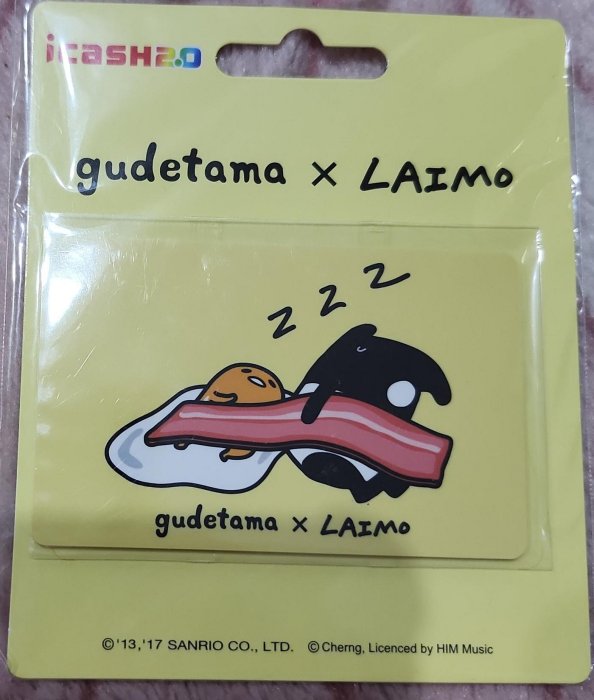 icash2.0
gudetama × LAIMO
z z z
gudetama × LAIMO
©'13,'17 SANRIO CO., LTD. ©Cherng, Licenced by HIM Music